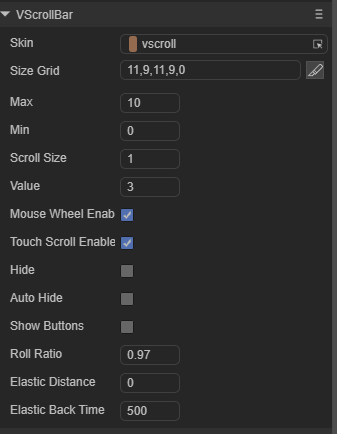 VScrollBar
Skin vscroll
Size Grid 11,9,11,9,0
Max 10
Min 0
Scroll Size 1
Value 3
Mouse Wheel Enab
Touch Scroll Enable
Hide
Auto Hide
Show Buttons
Roll Ratio 0.97
Elastic Distance 0
Elastic Back Time 500